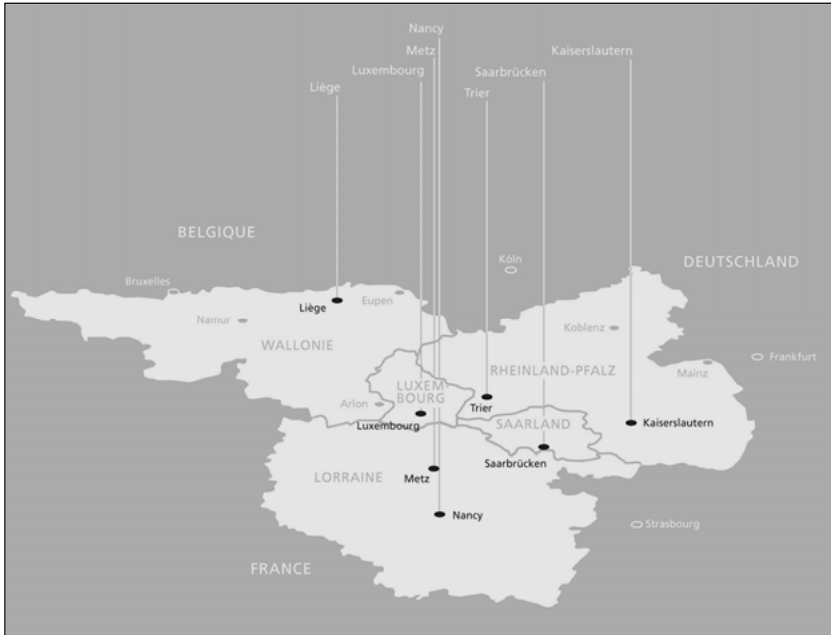 Nancy
Metz
Kaiserslautern
Luxembourg
Saarbrücken
Liège
Trier
BELGIQUE
Köln
DEUTSCHLAND
Bruxelles
Liège
Eupen
Namur
Koblenz
WALLONIE
Frankfurt
RHEINLAND-PFALZ
Mainz
LUXEM-
BOURG
Arlon
Trier
Luxembourg
SAARLAND
Kaiserslautern
Saarbrücken
LORRAINE
Metz
Nancy
Strasbourg
FRANCE